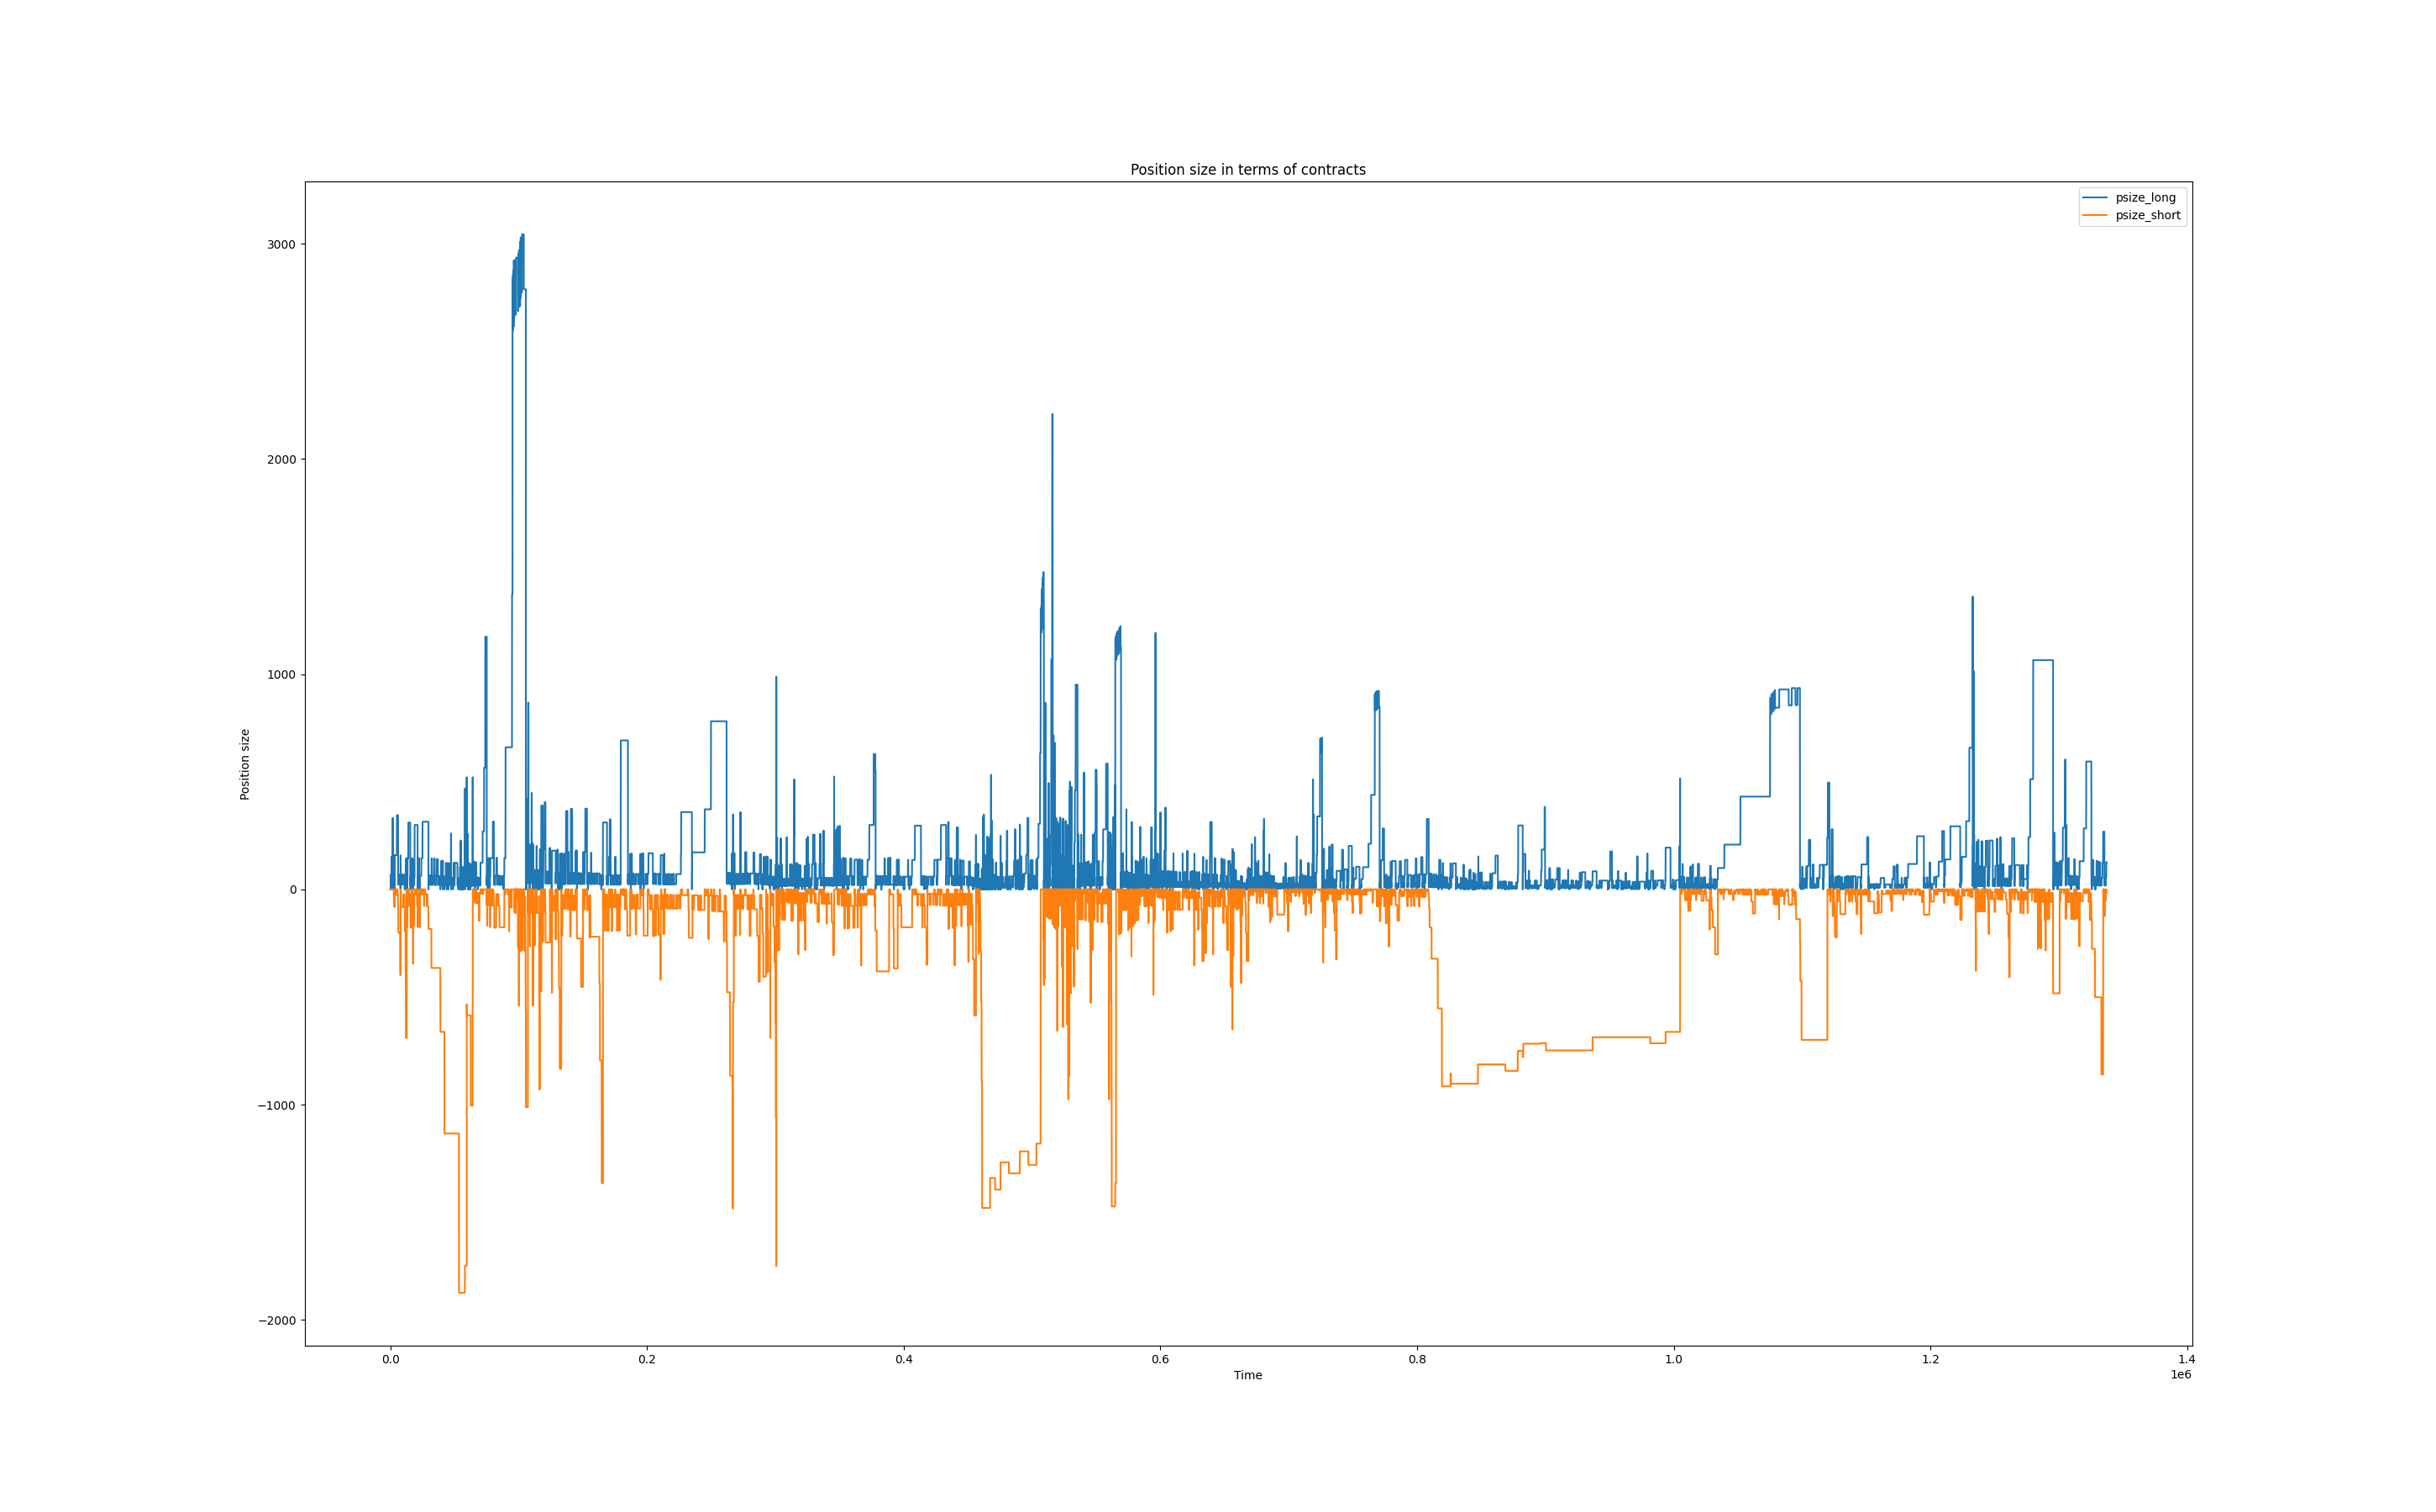 Position size in terms of contracts
psize_long
psize_short
3000
2000
1000
0
−1000
−2000
Position size
0.0
0.2
0.4
0.6
0.8
1.0
1.2
1.4
Time
1e6